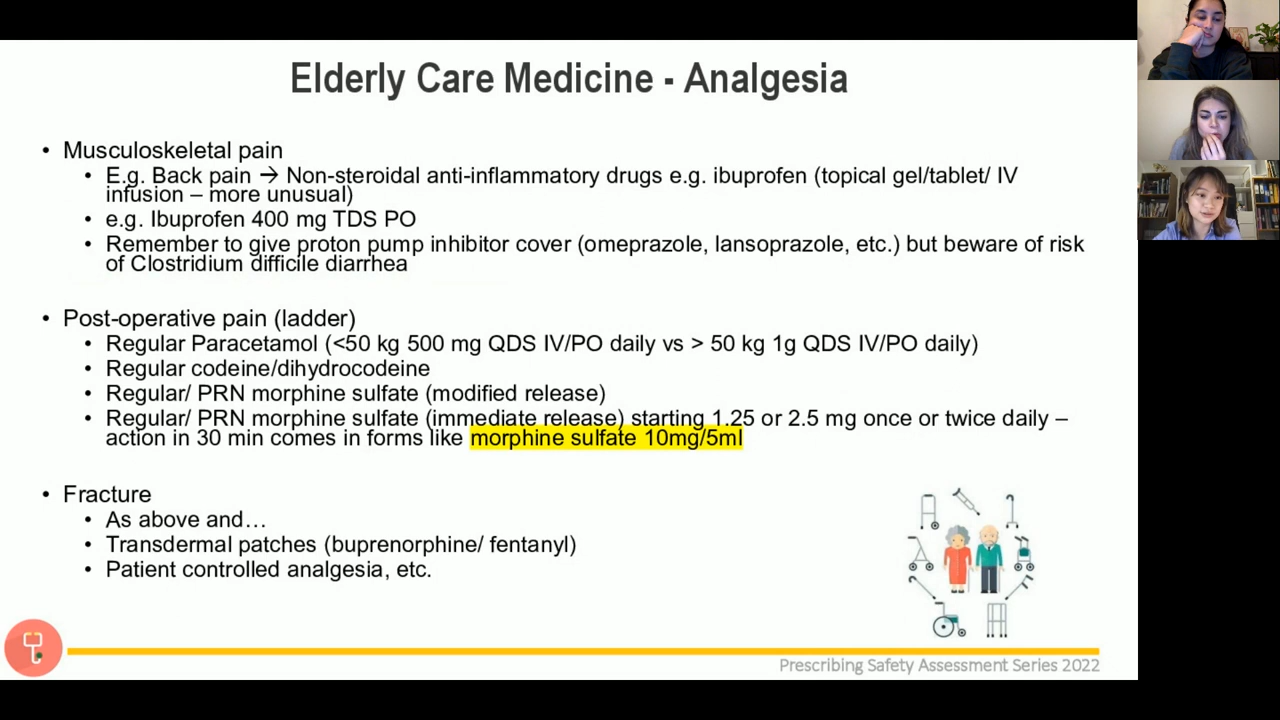 Elderly Care Medicine - Analgesia
• Musculoskeletal pain
• E.g. Back pain → Non-steroidal anti-inflammatory drugs e.g. ibuprofen (topical gel/tablet/ IV
infusion – more unusual)
• e.g. Ibuprofen 400 mg TDS PO
• Remember to give proton pump inhibitor cover (omeprazole, lansoprazole, etc.) but beware of risk
of Clostridium difficile diarrhea
• Post-operative pain (ladder)
• Regular Paracetamol (<50 kg 500 mg QDS IV/PO daily vs > 50 kg 1g QDS IV/PO daily)
• Regular codeine/dihydrocodeine
• Regular/ PRN morphine sulfate (modified release)
• Regular/ PRN morphine sulfate (immediate release) starting 1.25 or 2.5 mg once or twice daily –
action in 30 min comes in forms like morphine sulfate 10mg/5ml
• Fracture
• As above and…
• Transdermal patches (buprenorphine/ fentanyl)
• Patient controlled analgesia, etc.
Prescribing Safety Assessment Series 2022